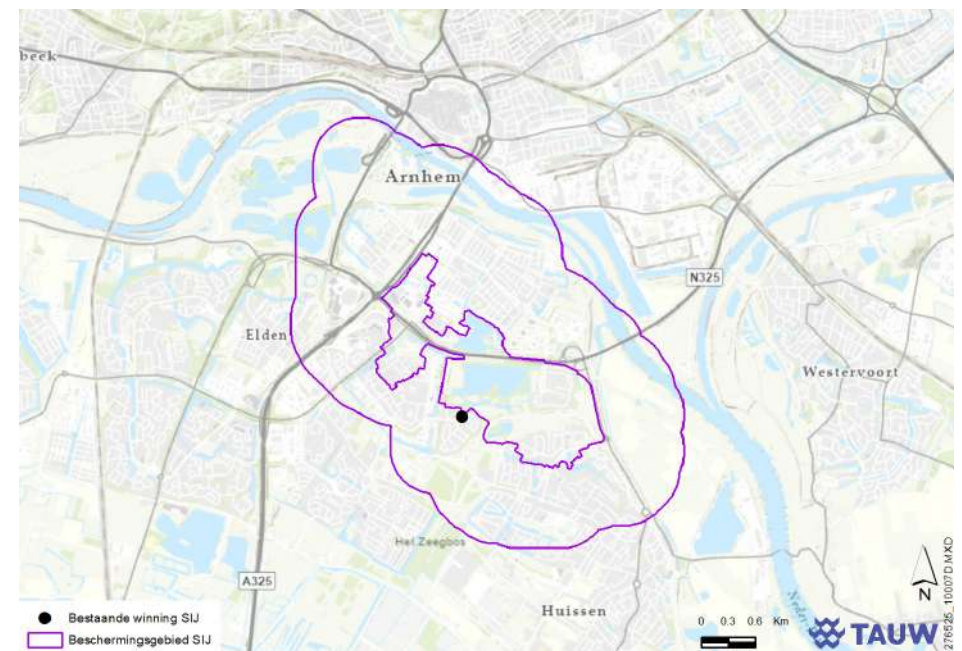 beek
Arnhem
N325
Elden
Westervoort
Het Zeegbos
A325
Huissen
Neder-R
N
0 0.3 0.6 Km
Bestaande winning SIJ
Beschermingsgebied SIJ
TAUW
276525_10007D.MXD